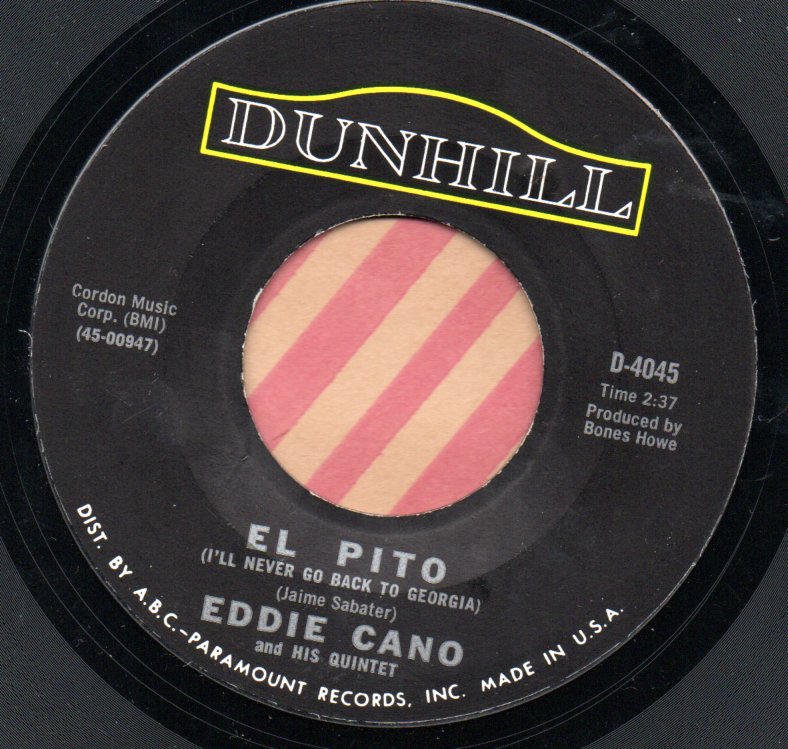 DUNHILL
Cordon Music
Corp. (BMI)
(45-00947)
D-4045
Time 2:37
Produced by
Bones Howe
EL PITO
(I'LL NEVER GO BACK TO GEORGIA)
(Jaime Sabater)
EDDIE CANO
and HIS QUINTET
DIST. BY A.B.C.-PARAMOUNT RECORDS, INC. MADE IN U.S.A.